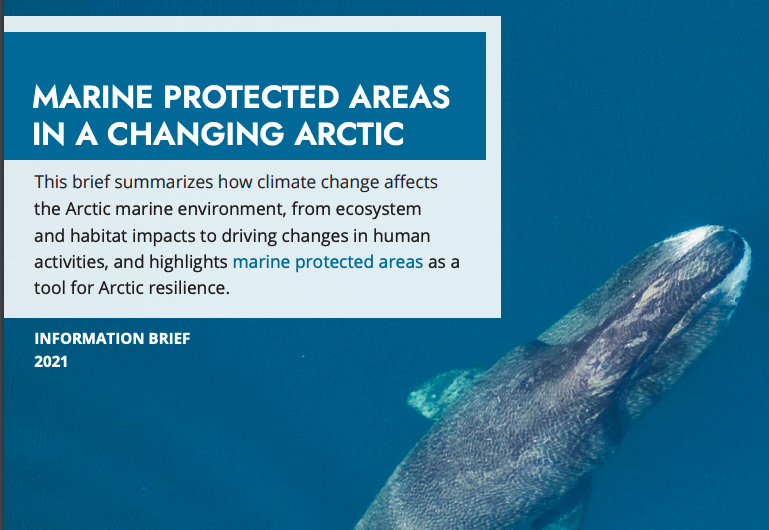 MARINE PROTECTED AREAS
IN A CHANGING ARCTIC
This brief summarizes how climate change affects
the Arctic marine environment, from ecosystem
and habitat impacts to driving changes in human
activities, and highlights marine protected areas as a
tool for Arctic resilience.
INFORMATION BRIEF
2021